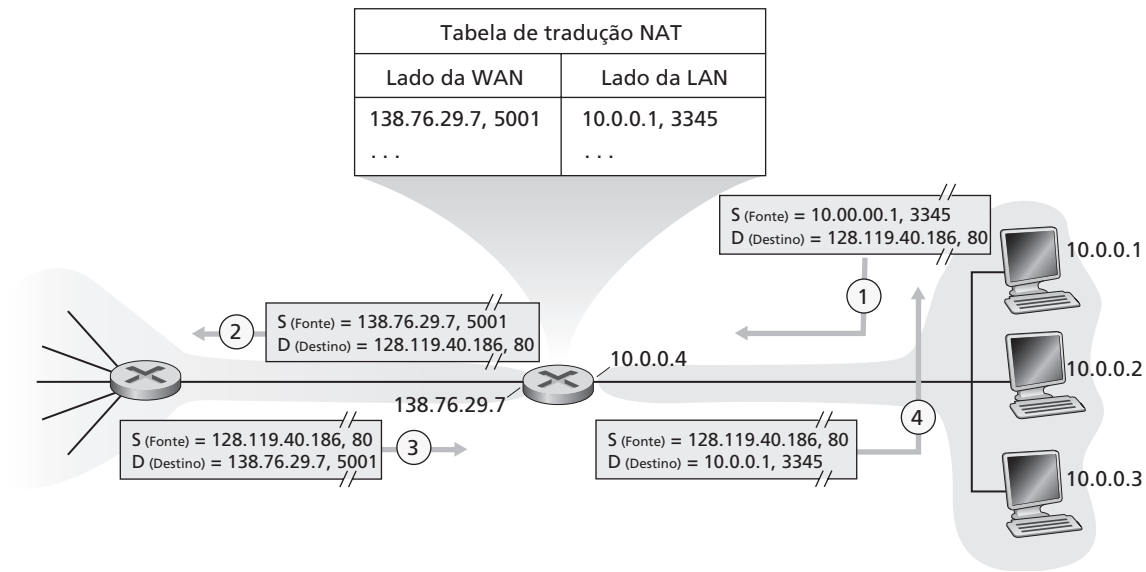 Tabela de tradução NAT
Lado da WAN
Lado da LAN
138.76.29.7, 5001
10.0.0.1, 3345
. . .
. . .
S (Fonte) = 10.00.00.1, 3345
D (Destino) = 128.119.40.186, 80
10.0.0.1
1
2
S (Fonte) = 138.76.29.7, 5001
D (Destino) = 128.119.40.186, 80
10.0.0.4
10.0.0.2
138.76.29.7
4
S (Fonte) = 128.119.40.186, 80
D (Destino) = 138.76.29.7, 5001
3
S (Fonte) = 128.119.40.186, 80
D (Destino) = 10.0.0.1, 3345
10.0.0.3